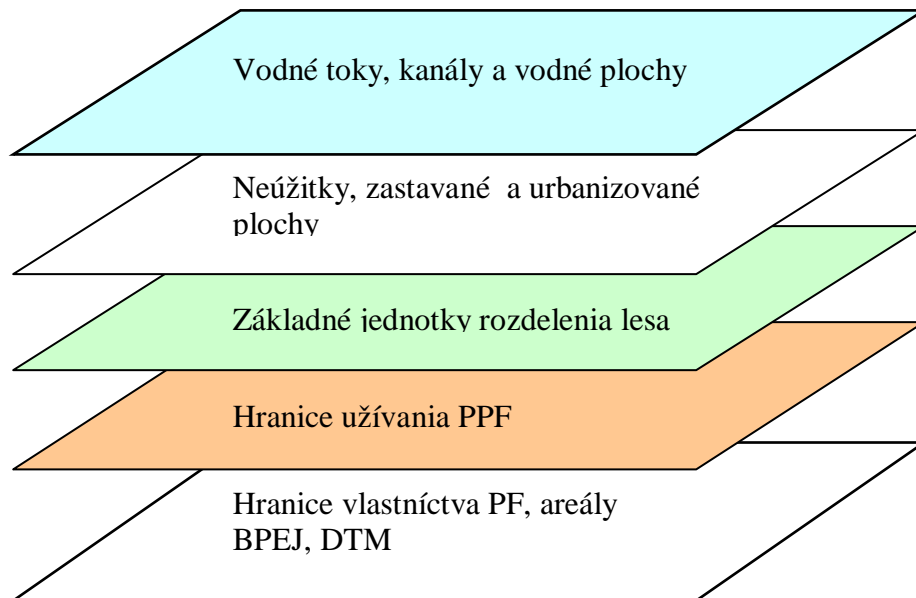 Vodné toky, kanály a vodné plochy
Neúžitky, zastavané a urbanizované
plochy
Základné jednotky rozdelenia lesa
Hranice užívania PPF
Hranice vlastníctva PF, areály
BPEJ, DTM